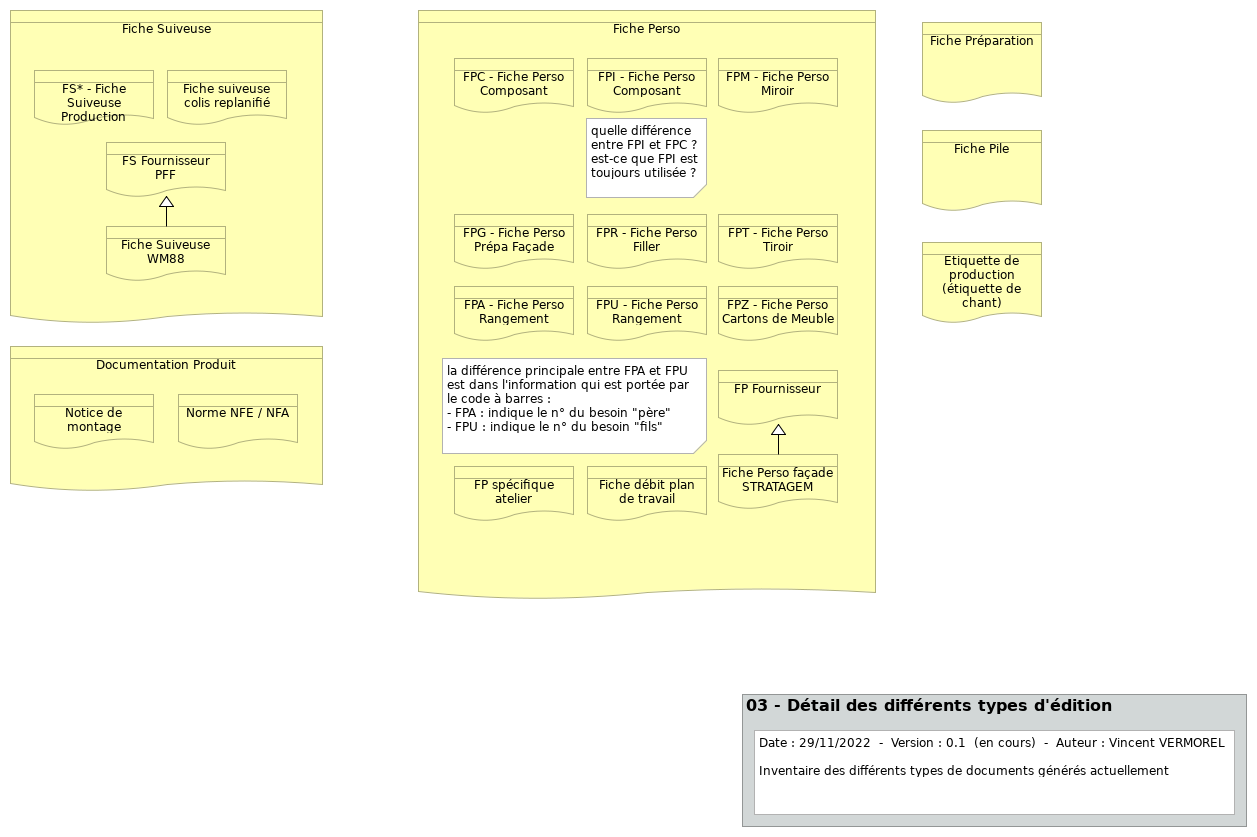 Fiche Suiveuse
FS* - Fiche
Suiveuse
Production
Fiche suiveuse
colis replanifié
FS Fournisseur
PFF
Fiche Suiveuse
WM88
Documentation Produit
Notice de
montage
Norme NFE / NFA
Fiche Perso
FPC - Fiche Perso
Composant
FPI - Fiche Perso
Composant
FPM - Fiche Perso
Miroir
quelle différence
entre FPI et FPC ?
est-ce que FPI est
toujours utilisée ?
FPG - Fiche Perso
Prépa Façade
FPR - Fiche Perso
Filler
FPT - Fiche Perso
Tiroir
FPA - Fiche Perso
Rangement
FPU - Fiche Perso
Rangement
FPZ - Fiche Perso
Cartons de Meuble
la différence principale entre FPA et FPU
est dans l'information qui est portée par
le code à barres :
- FPA : indique le n° du besoin "père"
- FPU : indique le n° du besoin "fils"
FP Fournisseur
Fiche Perso façade
STRATAGEM
FP spécifique
atelier
Fiche débit plan
de travail
Fiche Préparation
Fiche Pile
Etiquette de
production
(étiquette de
chant)
03 - Détail des différents types d'édition
Date : 29/11/2022  -  Version : 0.1  (en cours)  -  Auteur : Vincent VERMOREL
Inventaire des différents types de documents générés actuellement